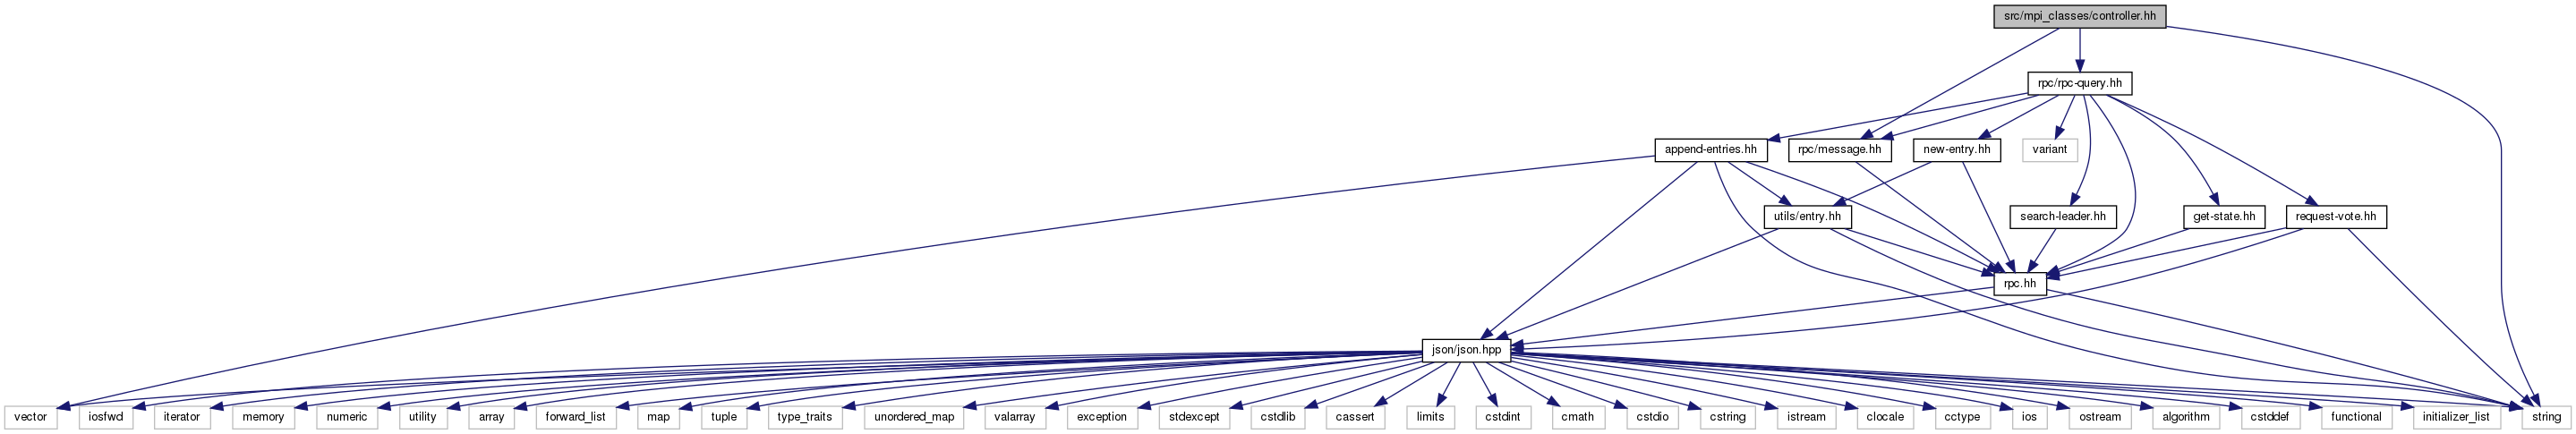 src/mpi_classes/controller.hh
rpc/rpc-query.hh
append-entries.hh
rpc/message.hh
new-entry.hh
variant
utils/entry.hh
search-leader.hh
get-state.hh
request-vote.hh
rpc.hh
json/json.hpp
vector
iosfwd
iterator
memory
numeric
utility
array
forward_list
map
tuple
type_traits
unordered_map
valarray
exception
stdexcept
cstdlib
cassert
limits
cstdint
cmath
cstdio
cstring
istream
clocale
cctype
ios
ostream
algorithm
cstddef
functional
initializer_list
string